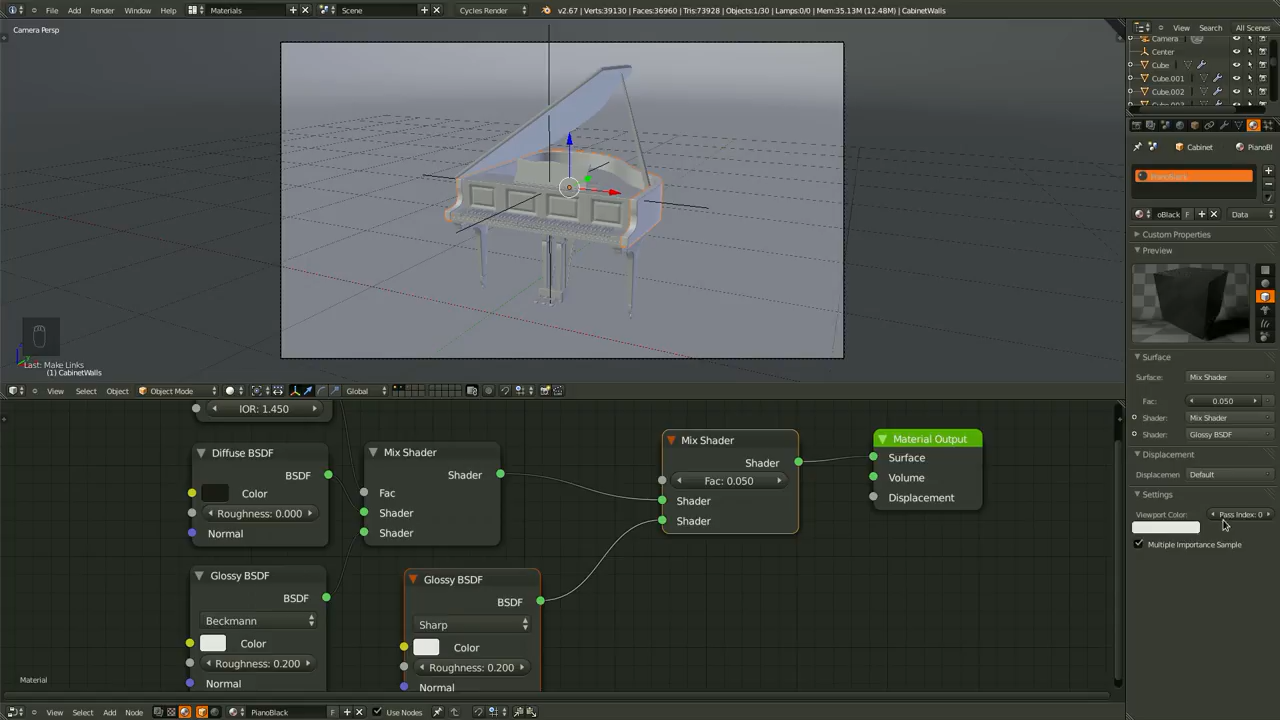 File Add Render Window Help Materials Scene Cycles Render v2.67 | Verts:39130 | Faces:36960 | Tris:73928 | Objects:1/30 | Lamps:0/0 | Mem:35.13M (12.48M) | CabinetWalls
View Search All Scenes
Camera Persp
Camera
Center
Cube
Cube.001
Cube.002
Cabinet PianoBl
PianoBlack
oBlack F Data
Custom Properties
Preview
Last: Make Links
(1) CabinetWalls
View Select Object Object Mode Global
Surface
Surface: Mix Shader
Fac: 0.050
Shader: Mix Shader
Shader: Glossy BSDF
Displacement
Displacemen Default
Settings
Viewport Color: Pass Index: 0
Multiple Importance Sample
IOR: 1.450
Diffuse BSDF
BSDF
Color
Roughness: 0.000
Normal
Mix Shader
Shader
Fac
Shader
Shader
Mix Shader
Shader
Fac: 0.050
Shader
Shader
Material Output
Surface
Volume
Displacement
Glossy BSDF
BSDF
Beckmann
Color
Roughness: 0.200
Normal
Glossy BSDF
BSDF
Sharp
Color
Roughness: 0.200
Normal
Material
View Select Add Node PianoBlack F Use Nodes